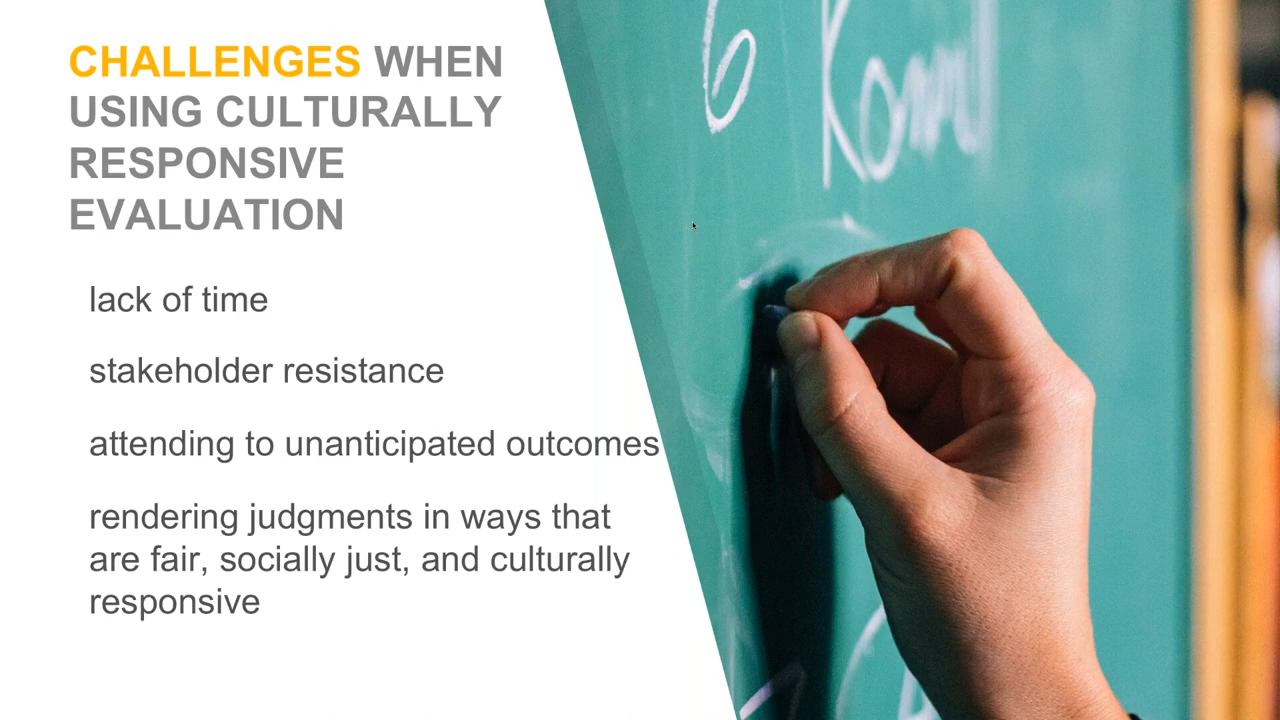 CHALLENGES WHEN
USING CULTURALLY
RESPONSIVE
EVALUATION
lack of time
stakeholder resistance
attending to unanticipated outcomes
rendering judgments in ways that
are fair, socially just, and culturally
responsive
6